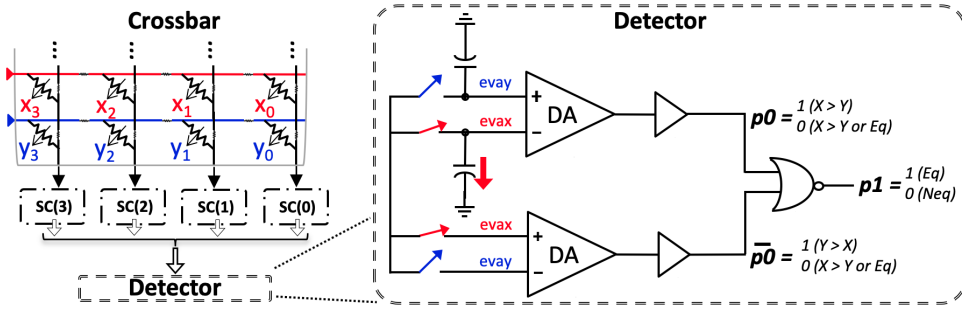 Crossbar
x3 x2 x1 x0
y3 y2 y1 y0
SC(3) SC(2) SC(1) SC(0)
Detector
Detector
evay
evax
+
DA
−
evax
evay
+
DA
−
p0 = 1 (X > Y)
0 (X > Y or Eq)
p1 = 1 (Eq)
0 (Neq)
p̅0 = 1 (Y > X)
0 (X > Y or Eq)